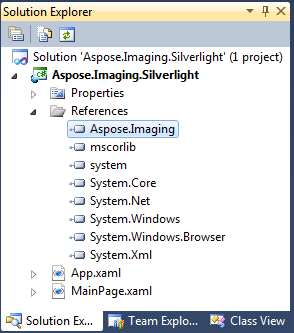 Solution Explorer
Solution 'Aspose.Imaging.Silverlight' (1 project)
Aspose.Imaging.Silverlight
Properties
References
Aspose.Imaging
mscorlib
system
System.Core
System.Net
System.Windows
System.Windows.Browser
System.Xml
App.xaml
MainPage.xaml
Solution Ex... Team Explo... Class View